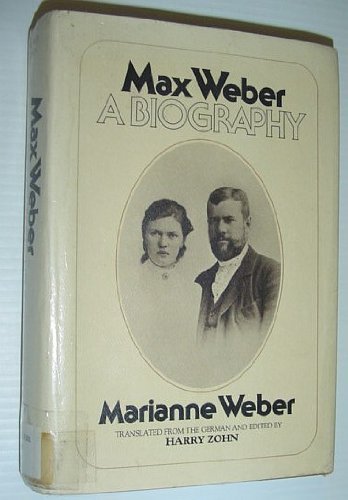 Max Weber
A BIOGRAPHY
Marianne Weber
TRANSLATED FROM THE GERMAN AND EDITED BY
HARRY ZOHN
Max Weber